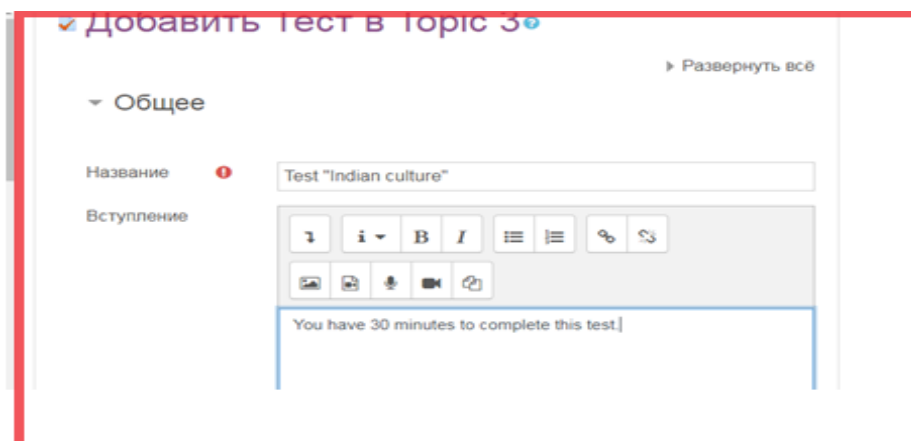 Добавить Тест в Topic 3
Развернуть всё
Общее
Название
Test "Indian culture"
Вступление
i B I
You have 30 minutes to complete this test.